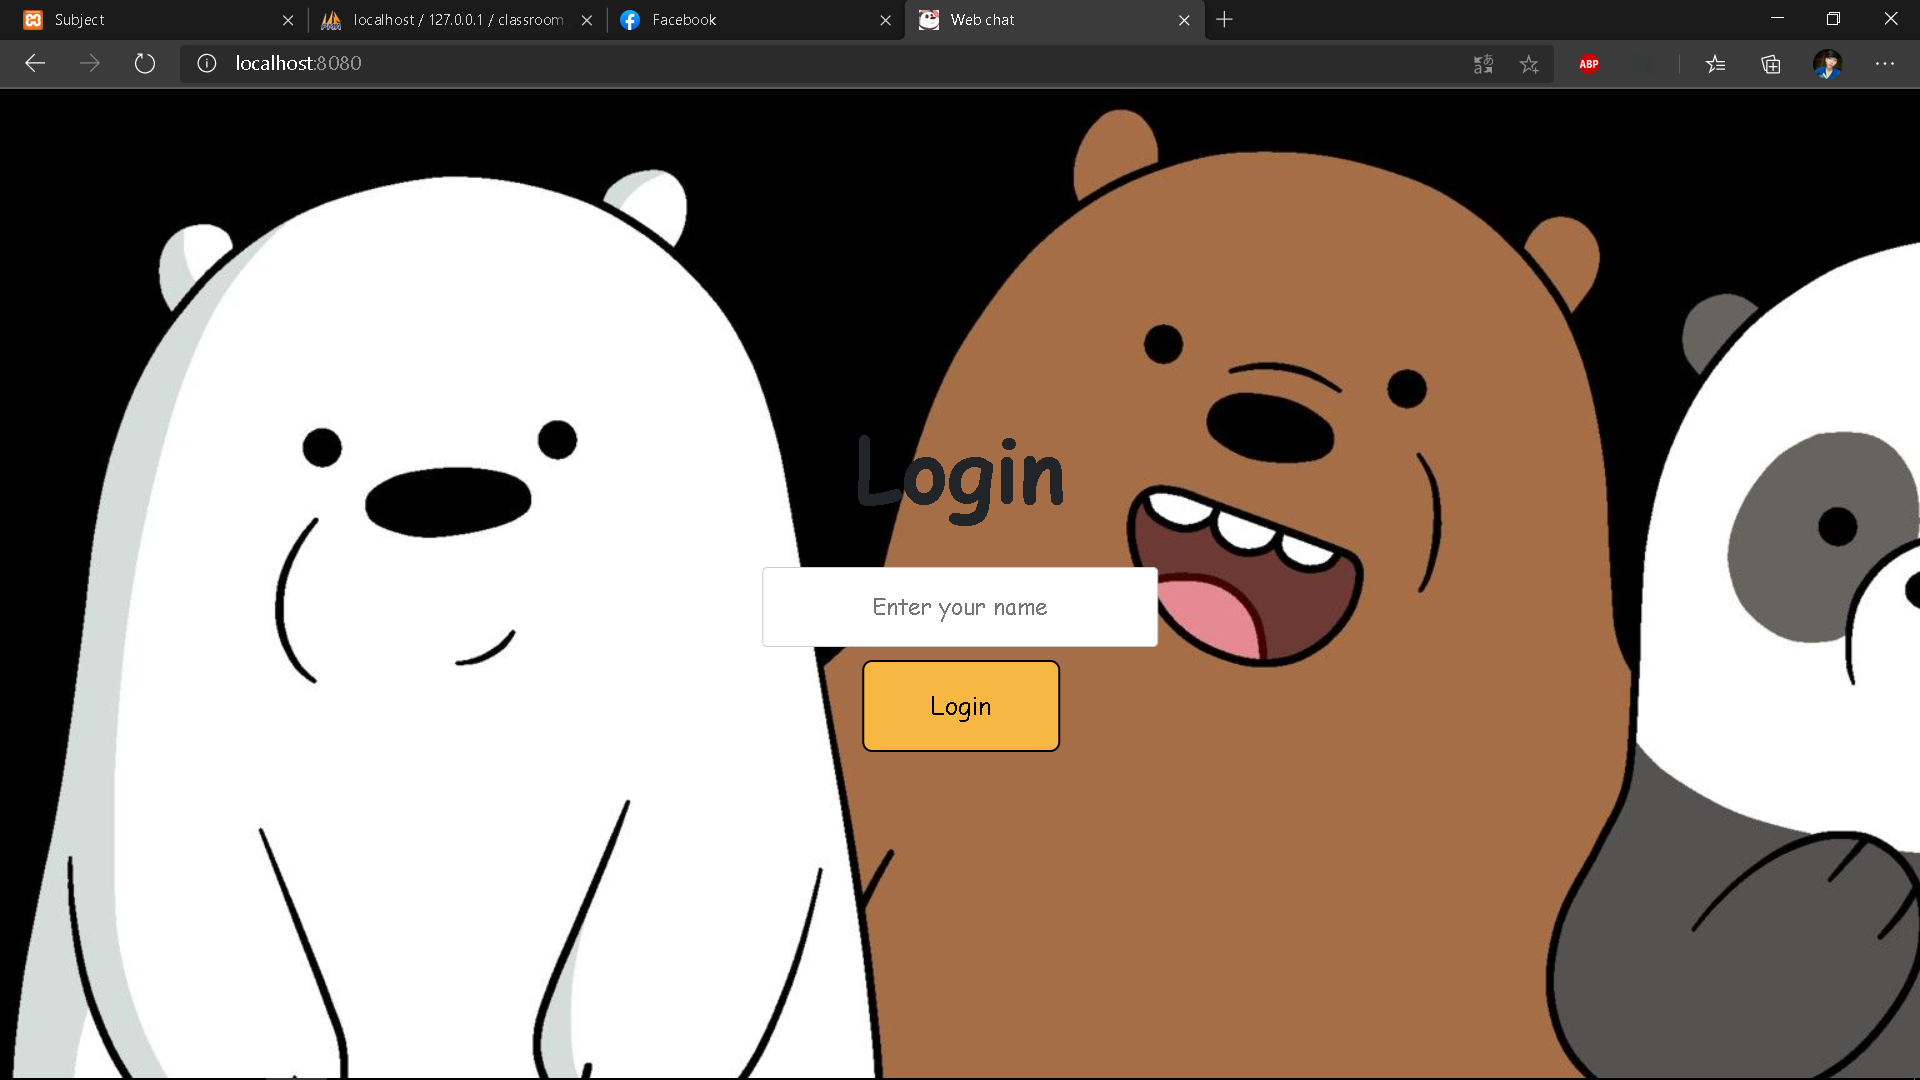 Subject
localhost / 127.0.0.1 / classroom
Facebook
Web chat
localhost:8080
ABP
Login
Enter your name
Login